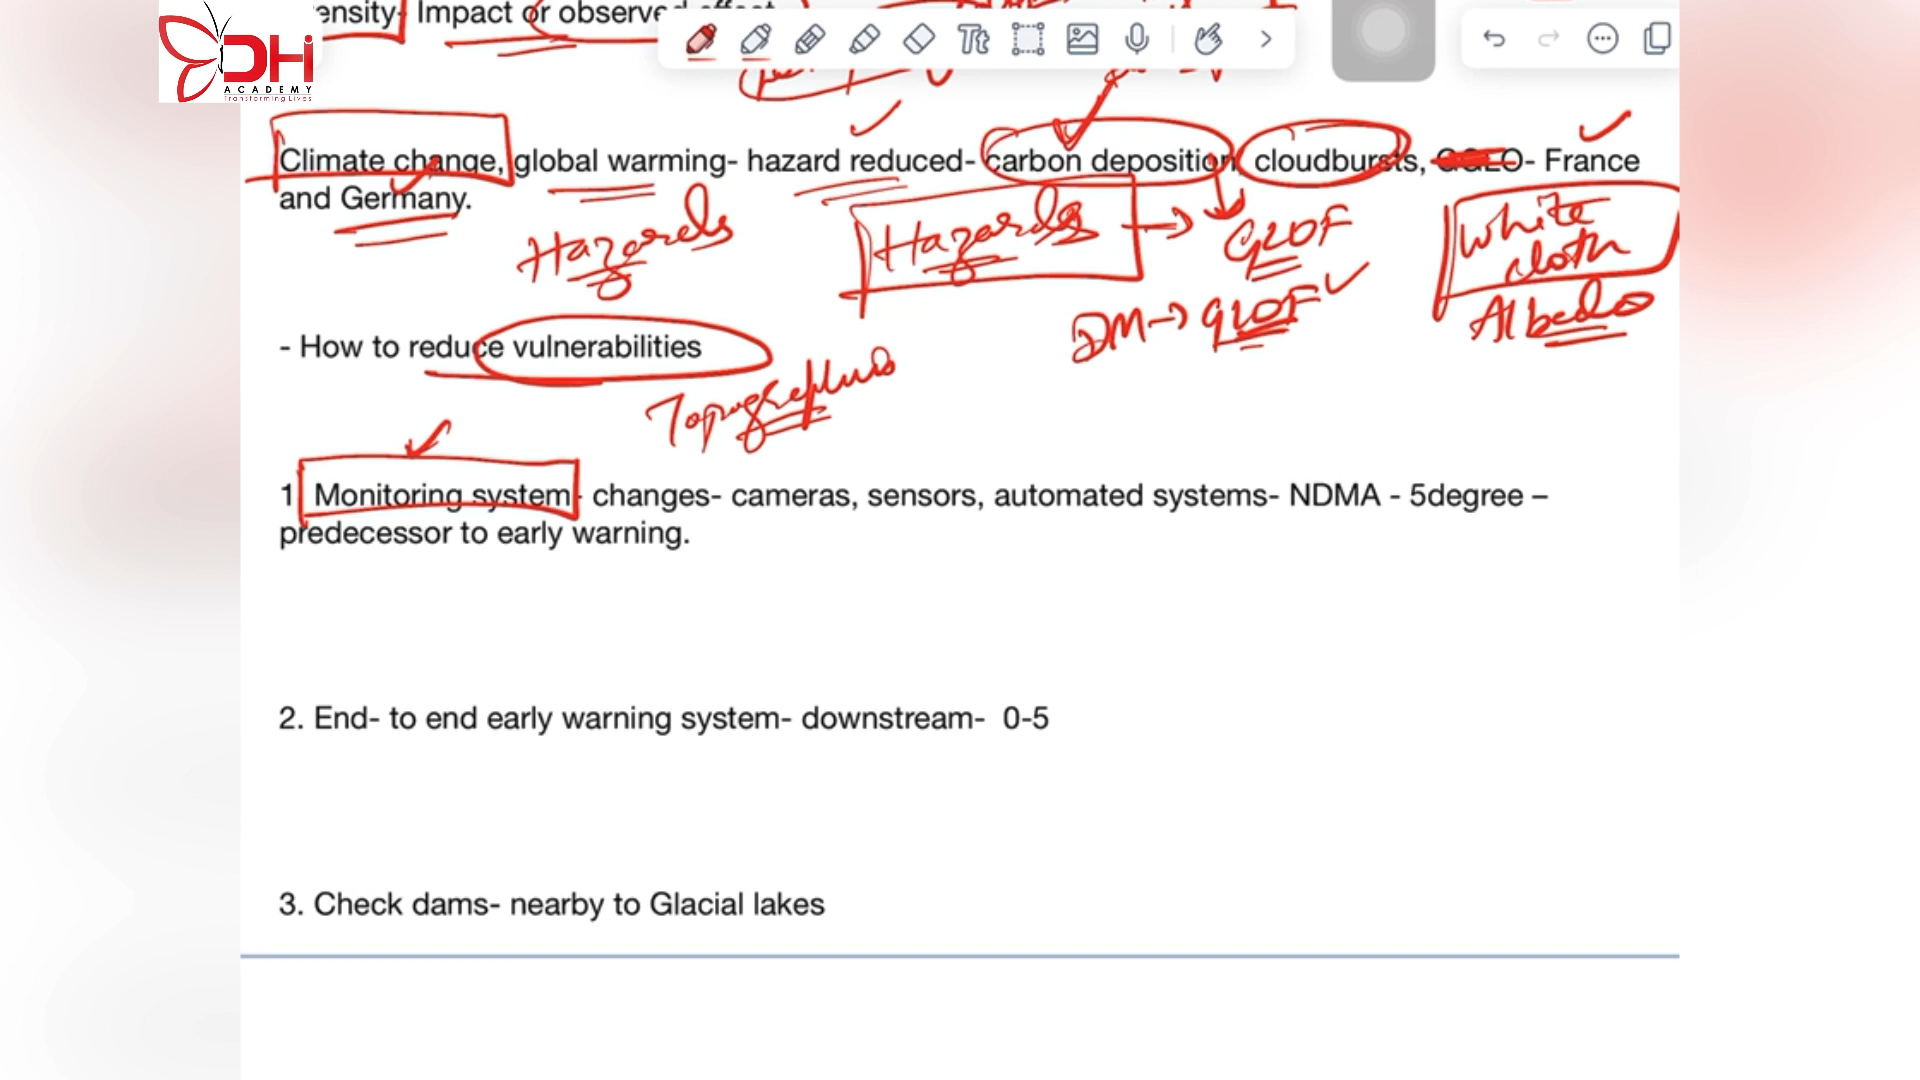 ensity- Impact or observe
DHi
ACADEMY
Transforming Lives
Tt
Climate change, global warming- hazard reduced- carbon deposition, cloudbursts, - France
and Germany.
Hazards
Hazards →
GLOF
White
cloth
Albedo
DM→ GLOF
- How to reduce vulnerabilities
1 Monitoring system- changes- cameras, sensors, automated systems- NDMA - 5degree –
predecessor to early warning.
2. End- to end early warning system- downstream- 0-5
3. Check dams- nearby to Glacial lakes